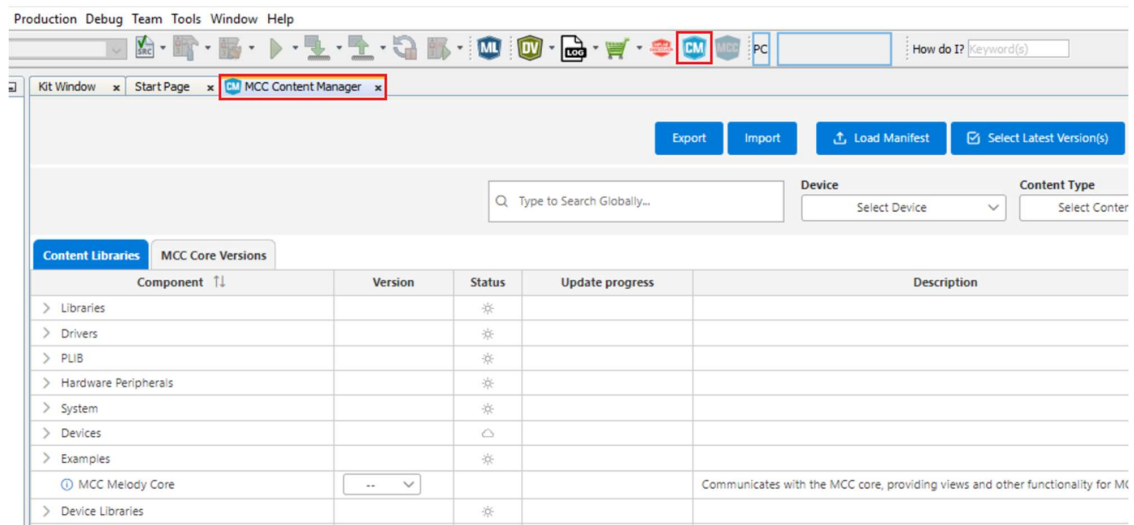 Production Debug Team Tools Window Help
SRC ML DV LOG CM MCC PC How do I? Keyword(s)
Kit Window x Start Page x CM MCC Content Manager x
Export Import Load Manifest Select Latest Version(s)
Device Content Type
Type to Search Globally... Select Device Select Conter
Content Libraries MCC Core Versions
Component Version Status Update progress Description
Libraries
Drivers
PLIB
Hardware Peripherals
System
Devices
Examples
MCC Melody Core -- Communicates with the MCC core, providing views and other functionality for MC
Device Libraries